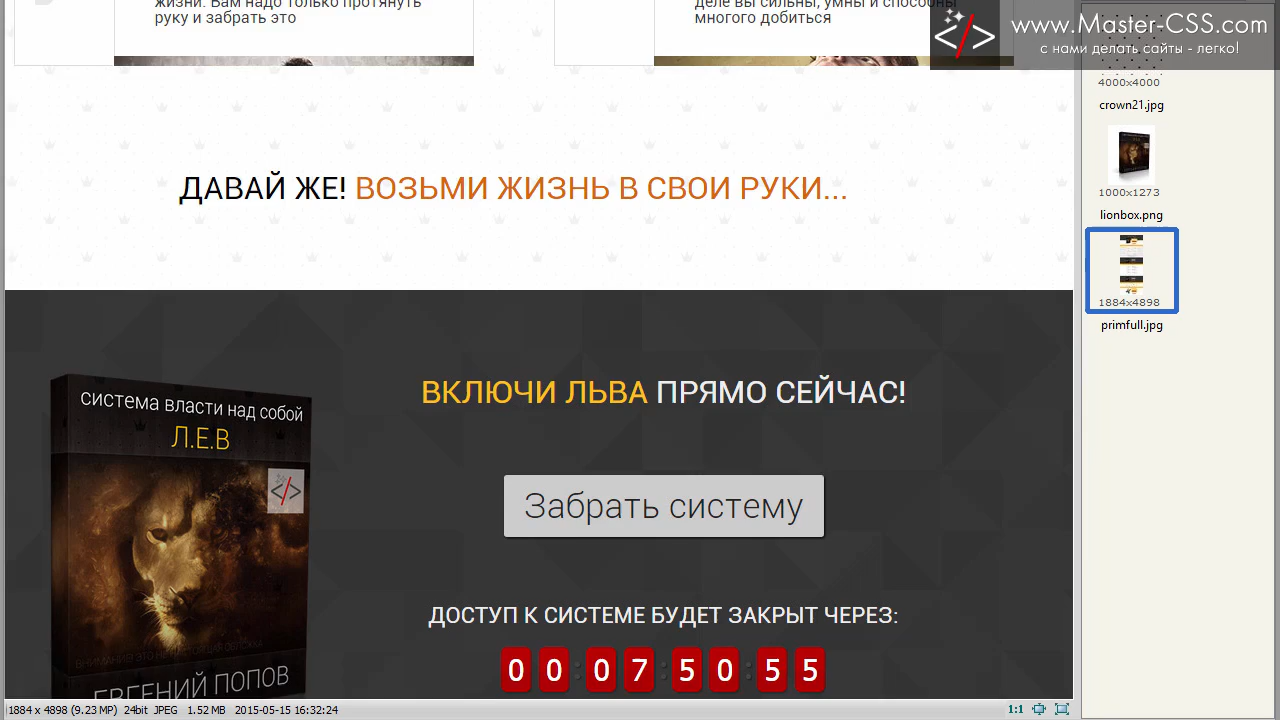 жизни. Вам надо только протянуть
руку и забрать это
деле вы сильны, умны и способны
многого добиться
www.Master-CSS.com
с нами делать сайты - легко!
4000x4000
crown21.jpg
1000x1273
lionbox.png
1884x4898
primfull.jpg
ДАВАЙ ЖЕ! ВОЗЬМИ ЖИЗНЬ В СВОИ РУКИ...
ВКЛЮЧИ ЛЬВА ПРЯМО СЕЙЧАС!
система власти над собой
Л.Е.В
</>
Забрать систему
ДОСТУП К СИСТЕМЕ БУДЕТ ЗАКРЫТ ЧЕРЕЗ:
0 0 : 0 7 : 5 0 : 5 5
ЕВГЕНИЙ ПОПОВ
1884 x 4898 (9.23 MP) 24bit JPEG 1.52 MB 2015-05-15 16:32:24
1:1